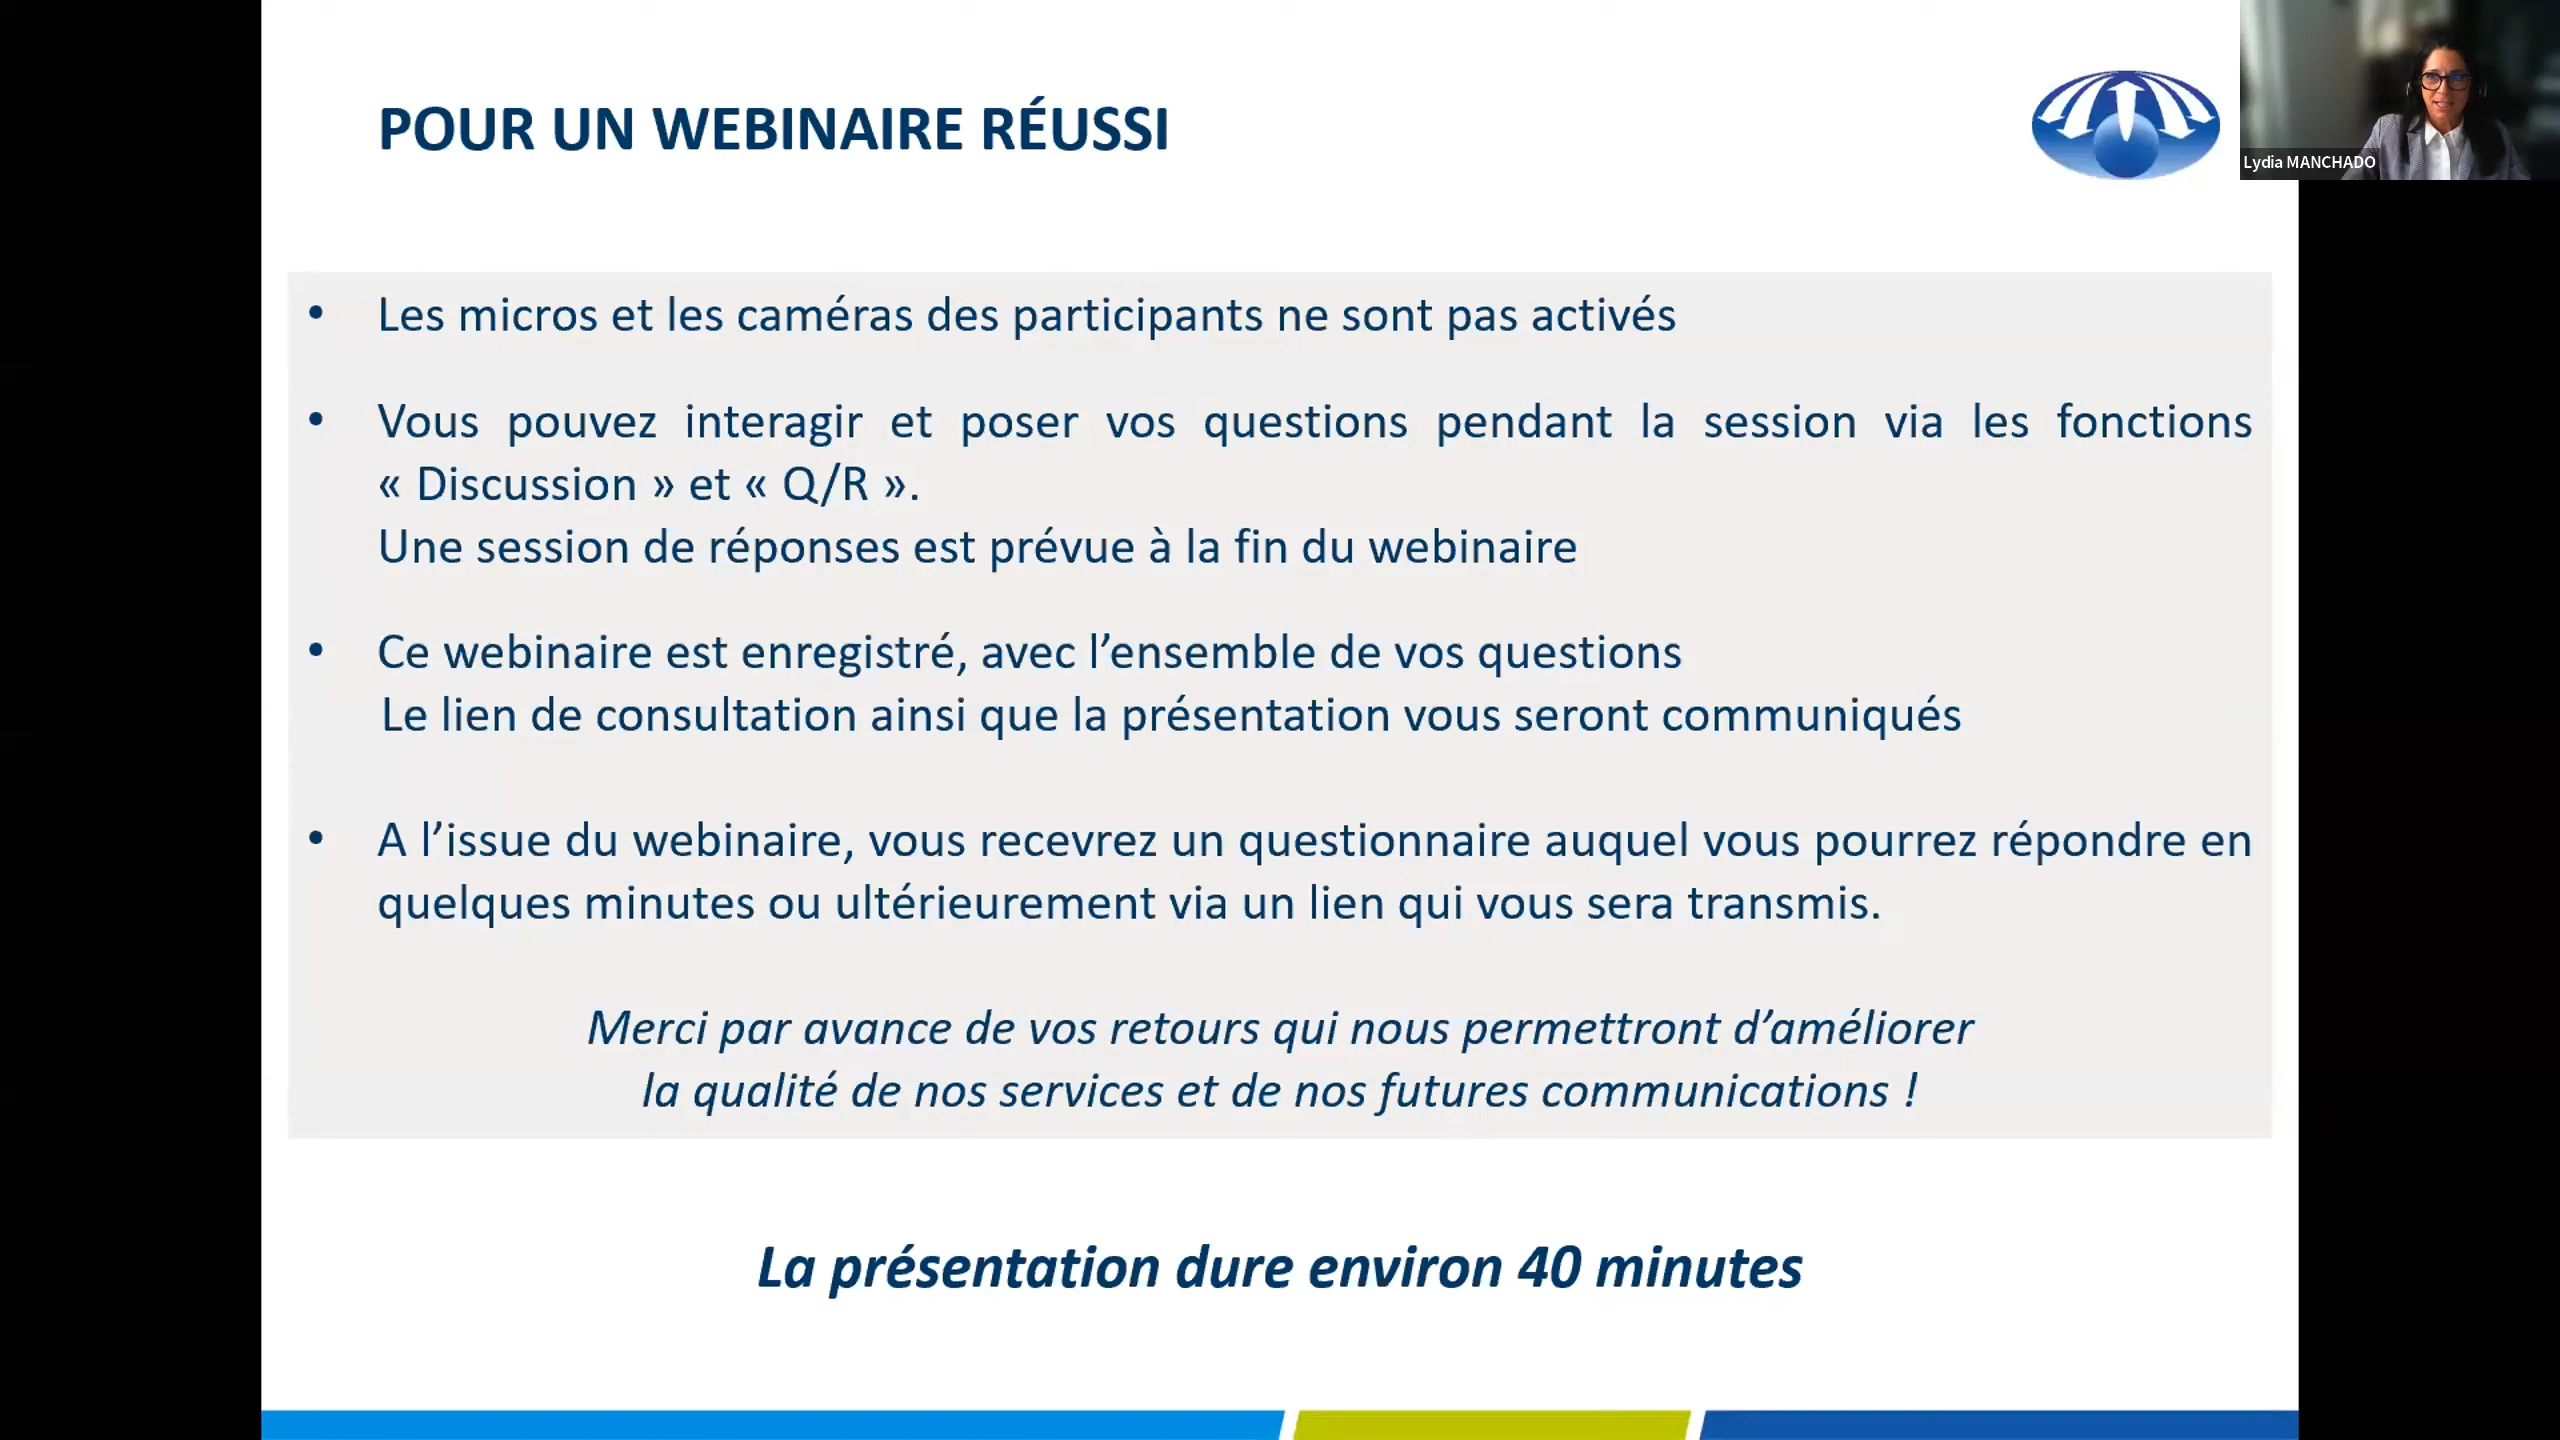 POUR UN WEBINAIRE RÉUSSI
Lydia MANCHADO
• Les micros et les caméras des participants ne sont pas activés
• Vous pouvez interagir et poser vos questions pendant la session via les fonctions
« Discussion » et « Q/R ».
Une session de réponses est prévue à la fin du webinaire
• Ce webinaire est enregistré, avec l’ensemble de vos questions
Le lien de consultation ainsi que la présentation vous seront communiqués
• A l’issue du webinaire, vous recevrez un questionnaire auquel vous pourrez répondre en
quelques minutes ou ultérieurement via un lien qui vous sera transmis.
Merci par avance de vos retours qui nous permettront d’améliorer
la qualité de nos services et de nos futures communications !
La présentation dure environ 40 minutes